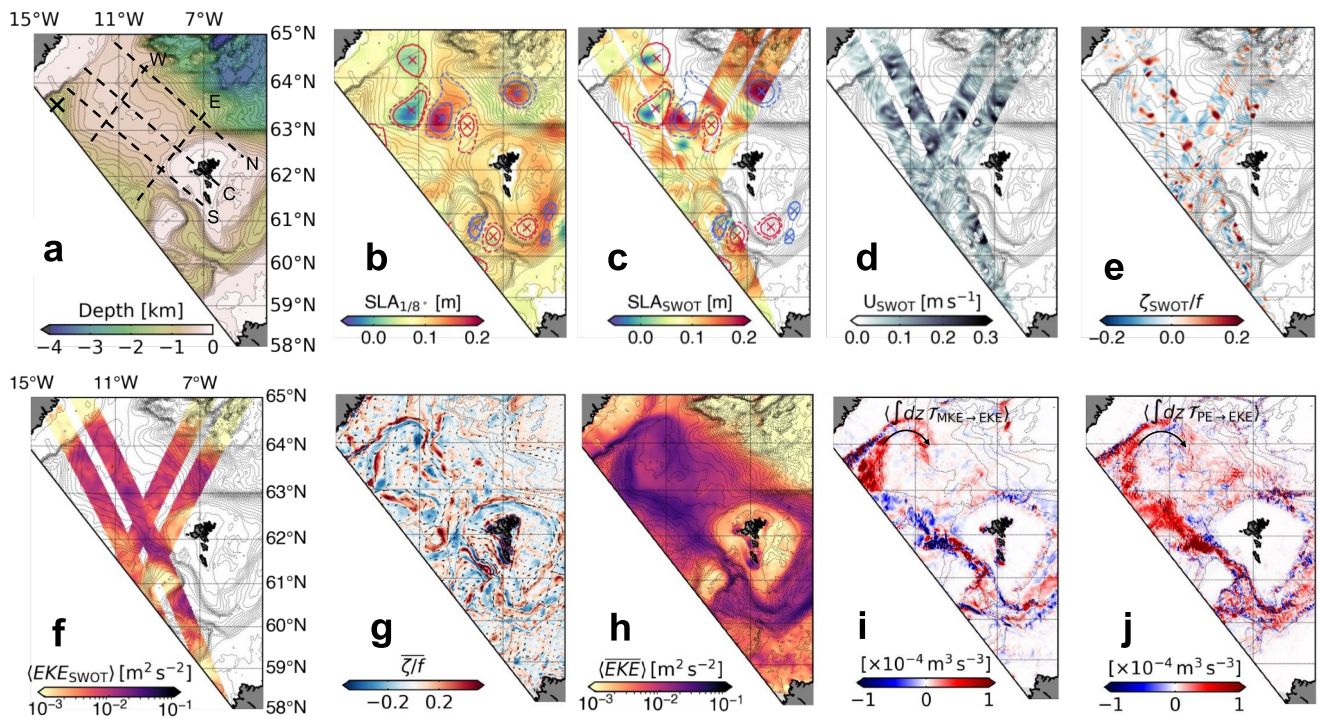 15°W 11°W 7°W
65°N
64°N
63°N
62°N
61°N
60°N
59°N
58°N
W
E
N
C
S
a
Depth [km]
−4 −3 −2 −1 0
b
SLA1/8° [m]
0.0 0.1 0.2
c
SLASWOT [m]
0.0 0.1 0.2
d
USWOT [m s−1]
0.0 0.1 0.2 0.3
e
ζSWOT/f
−0.2 0.0 0.2
15°W 11°W 7°W
65°N
64°N
63°N
62°N
61°N
60°N
59°N
58°N
f
⟨EKESWOT⟩ [m2 s−2]
10−3 10−2 10−1
g
ζ/f
−0.2 0.2
h
⟨EKE⟩ [m2 s−2]
10−3 10−2 10−1
⟨∫dz TMKE→EKE⟩
i
[×10−4 m3 s−3]
−1 0 1
⟨∫dz TPE→EKE⟩
j
[×10−4 m3 s−3]
−1 0 1